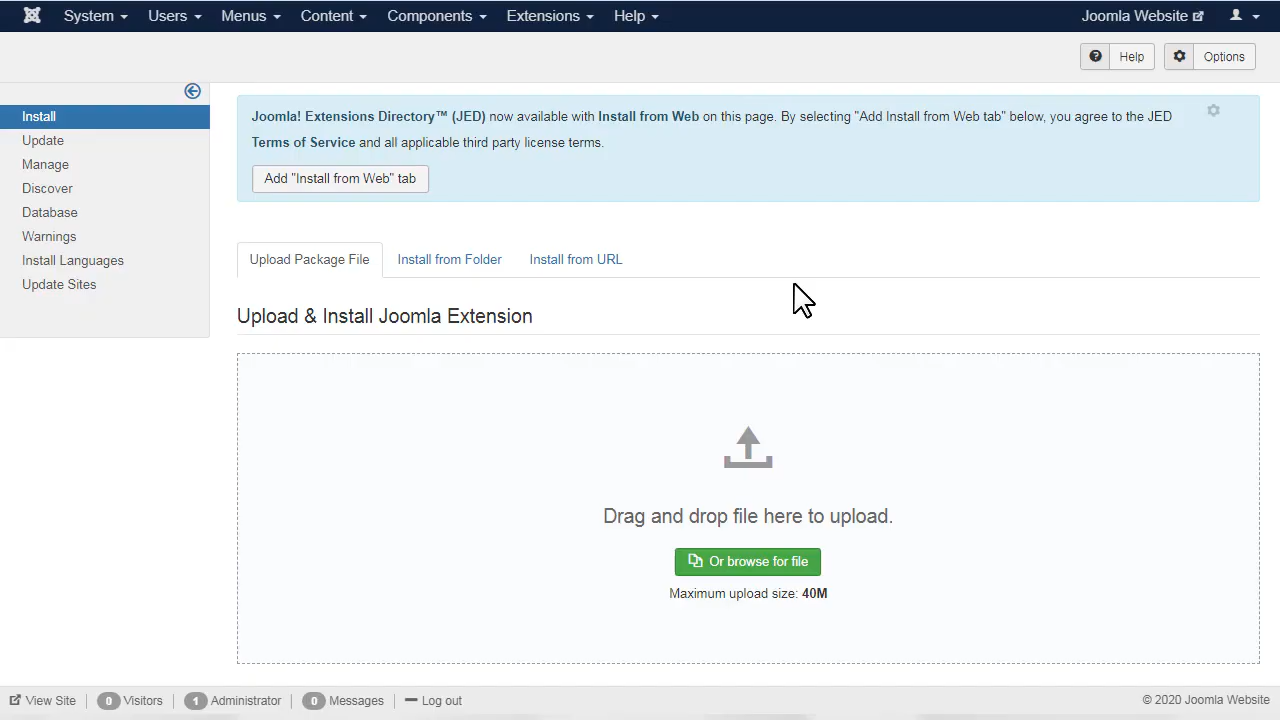 System Users Menus Content Components Extensions Help Joomla Website
Help Options
Install
Update
Manage
Discover
Database
Warnings
Install Languages
Update Sites
Joomla! Extensions Directory™ (JED) now available with Install from Web on this page. By selecting "Add Install from Web tab" below, you agree to the JED
Terms of Service and all applicable third party license terms.
Add "Install from Web" tab
Upload Package File Install from Folder Install from URL
Upload & Install Joomla Extension
Drag and drop file here to upload.
Or browse for file
Maximum upload size: 40M
View Site 0 Visitors 1 Administrator 0 Messages Log out © 2020 Joomla Website